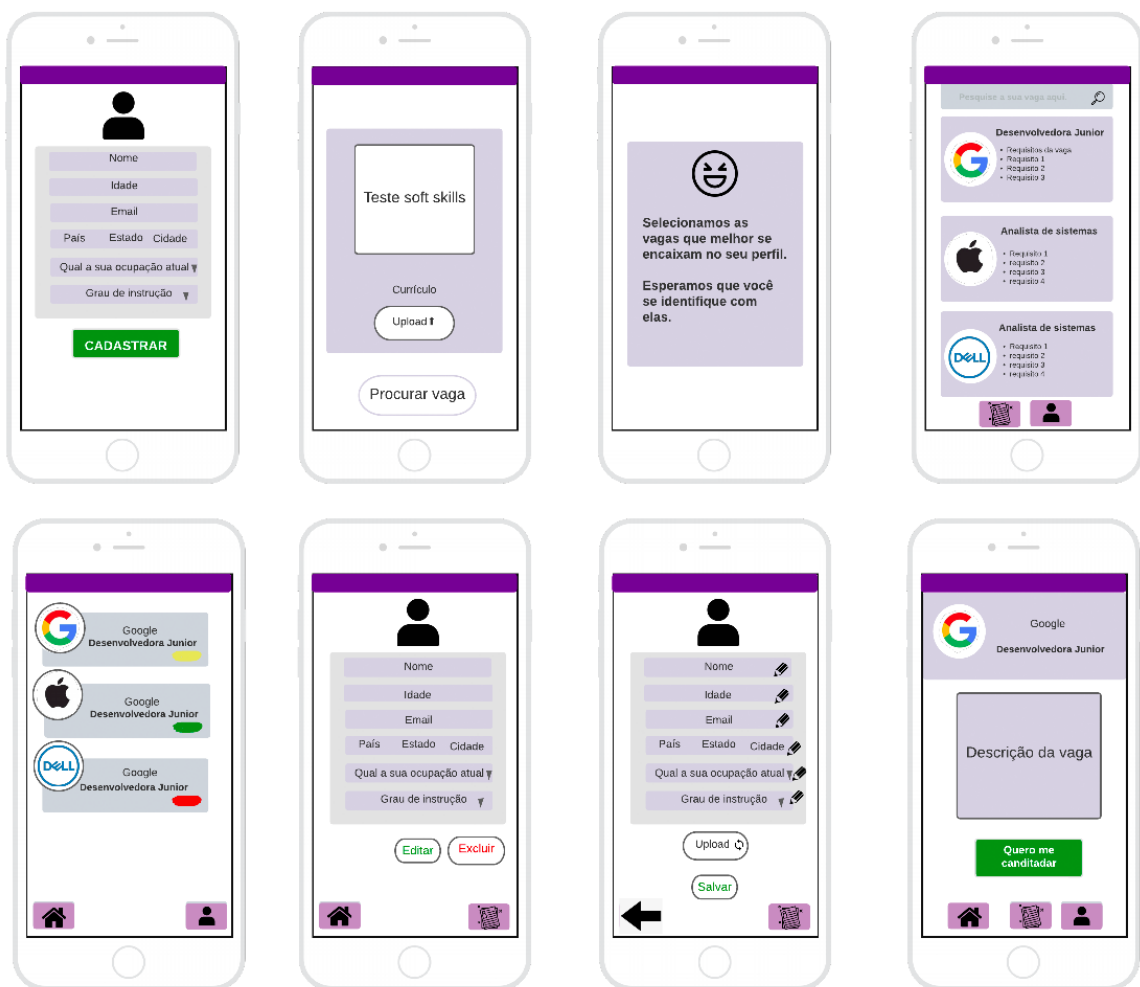 Nome
Idade
Email
País Estado Cidade
Qual a sua ocupação atual
Grau de instrução
CADASTRAR
Teste soft skills
Currículo
Upload
Procurar vaga
Selecionamos as
vagas que melhor se
encaixam no seu perfil.
Esperamos que você
se identifique com
elas.
Pesquise a sua vaga aqui.
Desenvolvedora Junior
Requisitos da vaga
Requisito 1
Requisito 2
Requisito 3
Analista de sistemas
Requisito 1
requisito 2
requisito 3
requisito 4
DELL
Analista de sistemas
Requisito 1
requisito 2
requisito 3
requisito 4
Google
Desenvolvedora Junior
Google
Desenvolvedora Junior
DELL
Google
Desenvolvedora Junior
Nome
Idade
Email
País Estado Cidade
Qual a sua ocupação atual
Grau de instrução
Editar Excluir
Nome
Idade
Email
País Estado Cidade
Qual a sua ocupação atual
Grau de instrução
Upload
Salvar
Google
Desenvolvedora Junior
Descrição da vaga
Quero me
canditadar